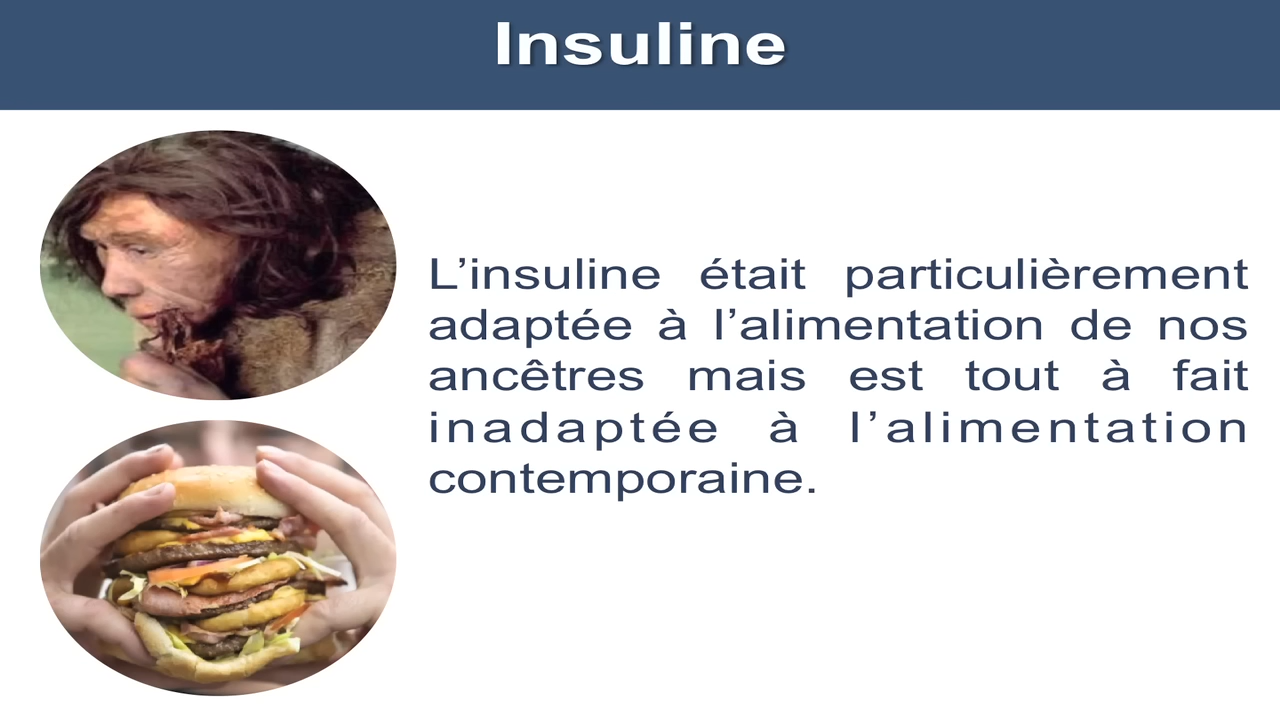 Insuline
L’insuline était particulièrement
adaptée à l’alimentation de nos
ancêtres mais est tout à fait
inadaptée à l’alimentation
contemporaine.